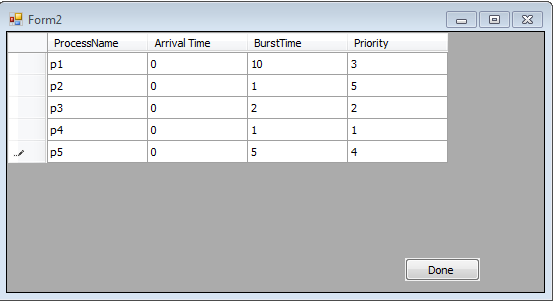 Form2
ProcessName Arrival Time BurstTime Priority
p1 0 10 3
p2 0 1 5
p3 0 2 2
p4 0 1 1
p5 0 5 4
Done